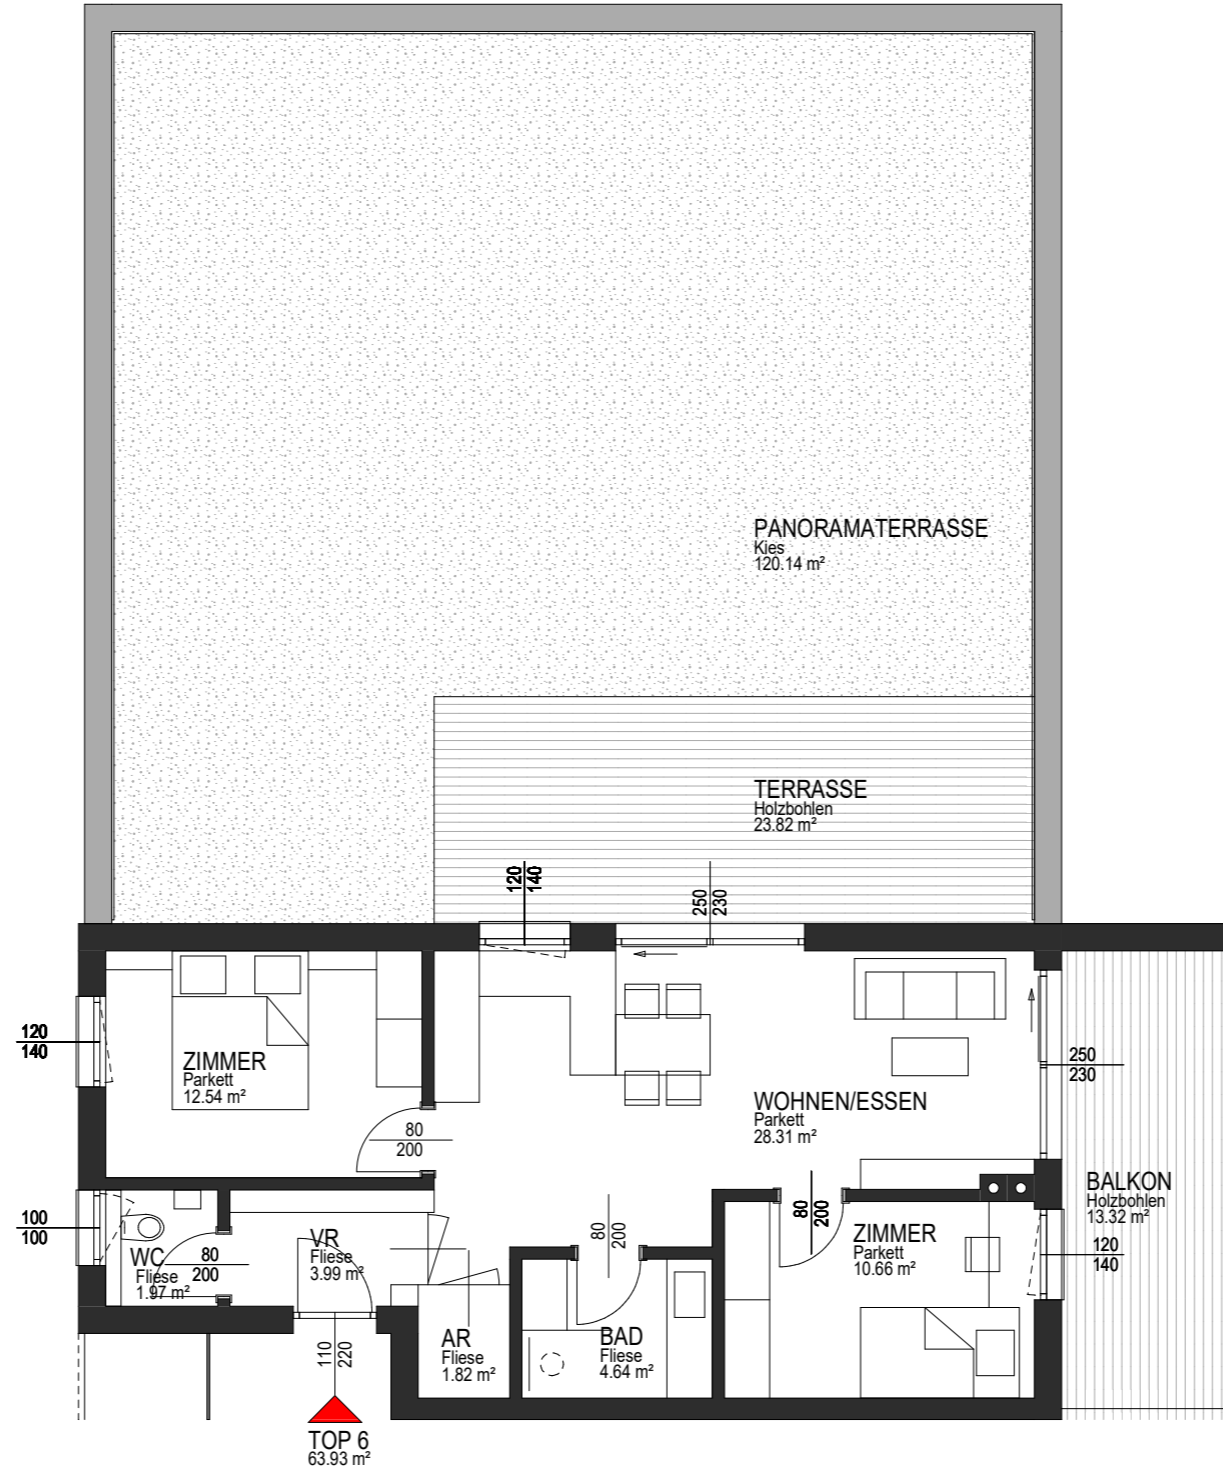 PANORAMATERRASSE
Kies
120.14 m²
TERRASSE
Holzbohlen
23.82 m²
120
140
250
230
120
140
ZIMMER
Parkett
12.54 m²
80
200
WOHNEN/ESSEN
Parkett
28.31 m²
250
230
BALKON
Holzbohlen
13.32 m²
100
100
WC
Fliese
1.97 m²
80
200
VR
Fliese
3.99 m²
80
200
80
200
ZIMMER
Parkett
10.66 m²
120
140
110
220
AR
Fliese
1.82 m²
BAD
Fliese
4.64 m²
TOP 6
63.93 m²